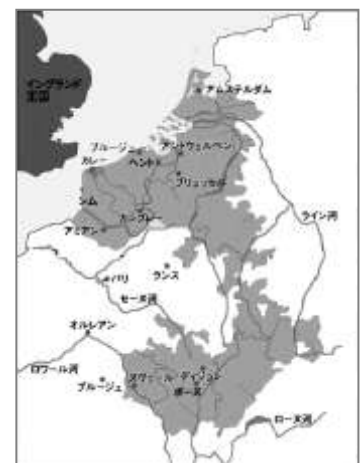 イングランド
王国
アムステルダム
ブルージュ
アントウェルペン
カレー
ヘントﾞ
ブリュッセル
ソム
カンブレー
アミアン
ライン河
ランス
パリ
セーヌ河
オルレアン
ロワール河
ブルージュ
ヌヴェール
ディジョン
ボーヌ
ローヌ河